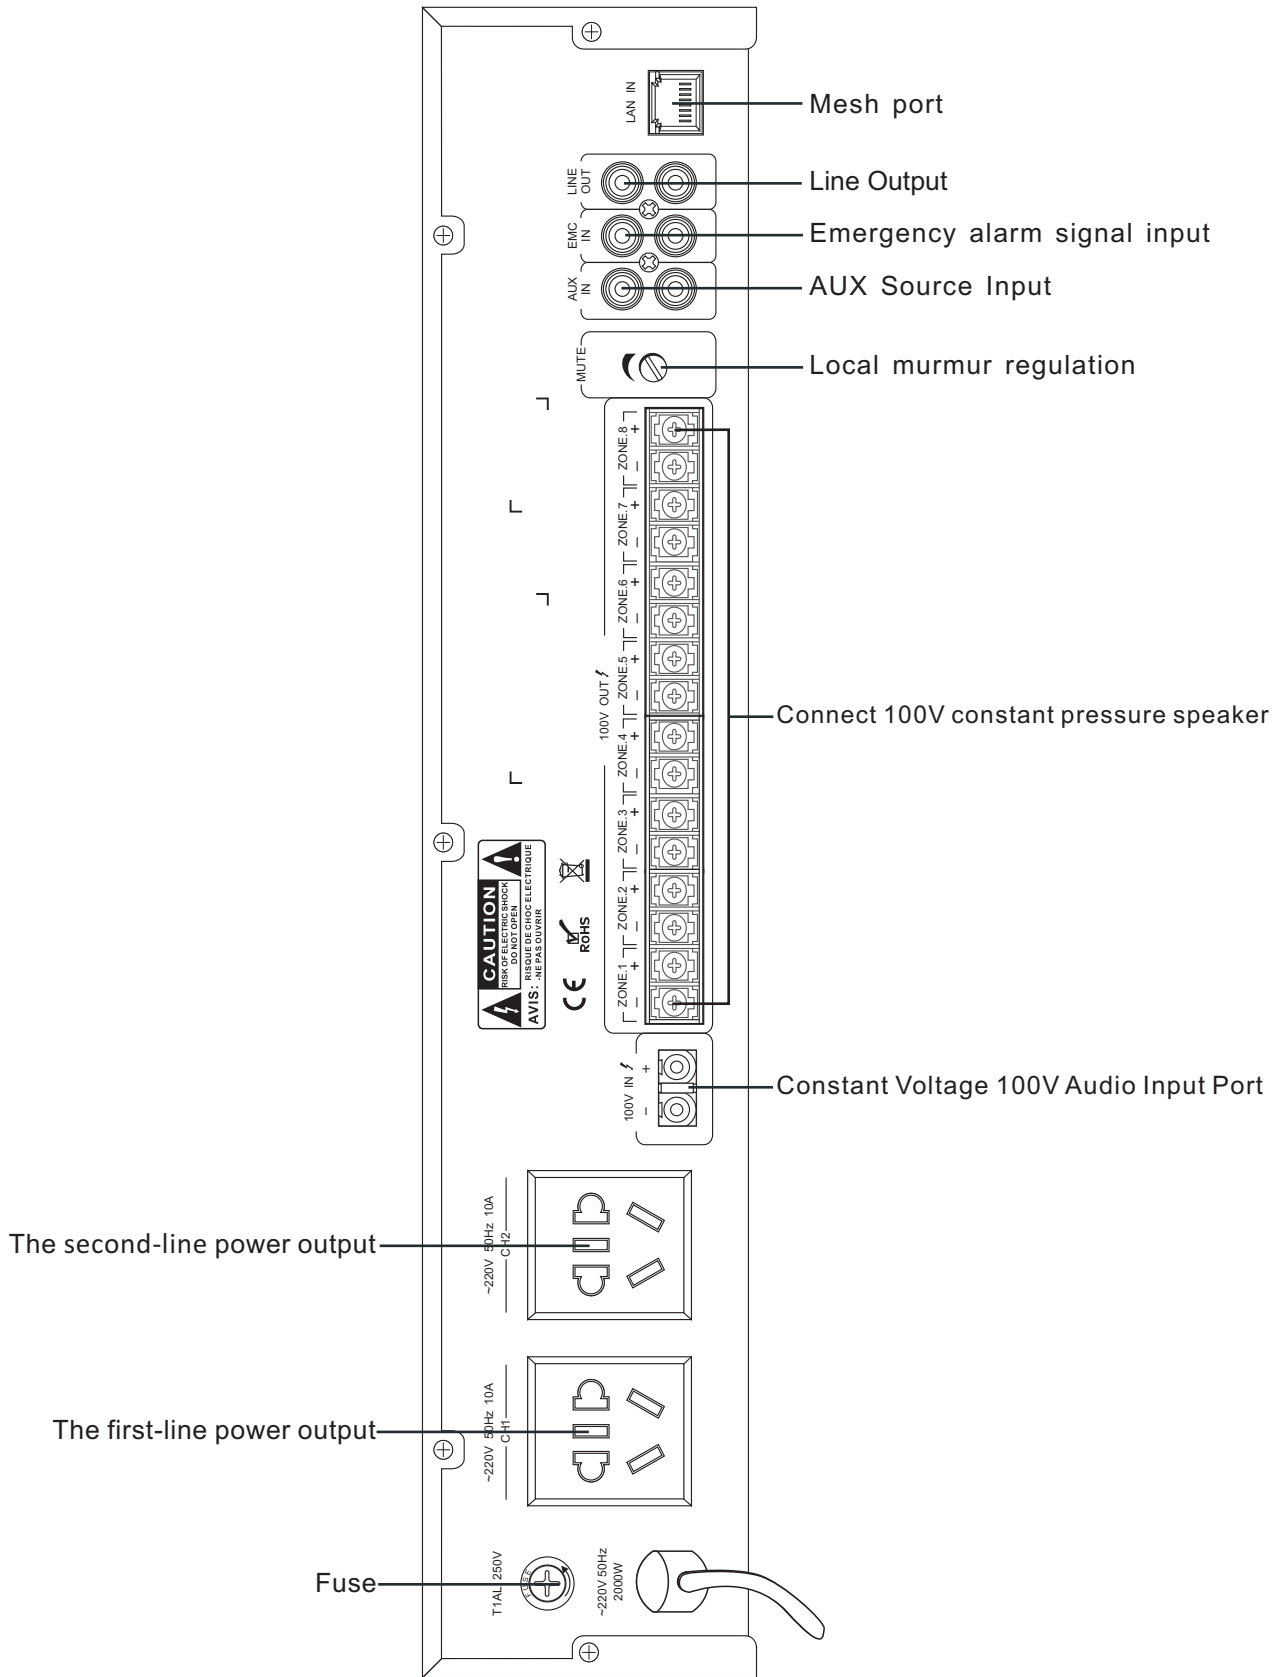 LAN IN
Mesh port
LINE
OUT
Line Output
EMC
IN
Emergency alarm signal input
AUX
IN
AUX Source Input
MUTE
Local murmur regulation
100V OUT
ZONE.8
+
−
ZONE.7
+
−
ZONE.6
+
−
ZONE.5
+
−
ZONE.4
+
−
ZONE.3
+
−
ZONE.2
+
−
ZONE.1
+
−
Connect 100V constant pressure speaker
CAUTION
RISK OF ELECTRIC SHOCK
DO NOT OPEN
AVIS: RISQUE DE CHOC ELECTRIQUE
-NE PAS OUVRIR
RoHS
CE
100V IN
+
−
Constant Voltage 100V Audio Input Port
~220V 50Hz 10A
CH2
The second-line power output
~220V 50Hz 10A
CH1
The first-line power output
T1AL 250V
FUSE
Fuse
~220V 50Hz
2000W